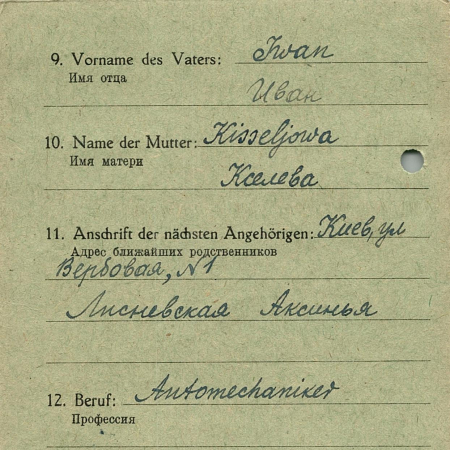 9. Vorname des Vaters: Iwan
Имя отца
Иван
10. Name der Mutter: Kisseljowa
Имя матери
Кселева
11. Anschrift der nächsten Angehörigen: Киев, ул
Адрес ближайших родственников
Вербовая, N1
Лисневская Аксинья
12. Beruf: Automechaniker
Профессия